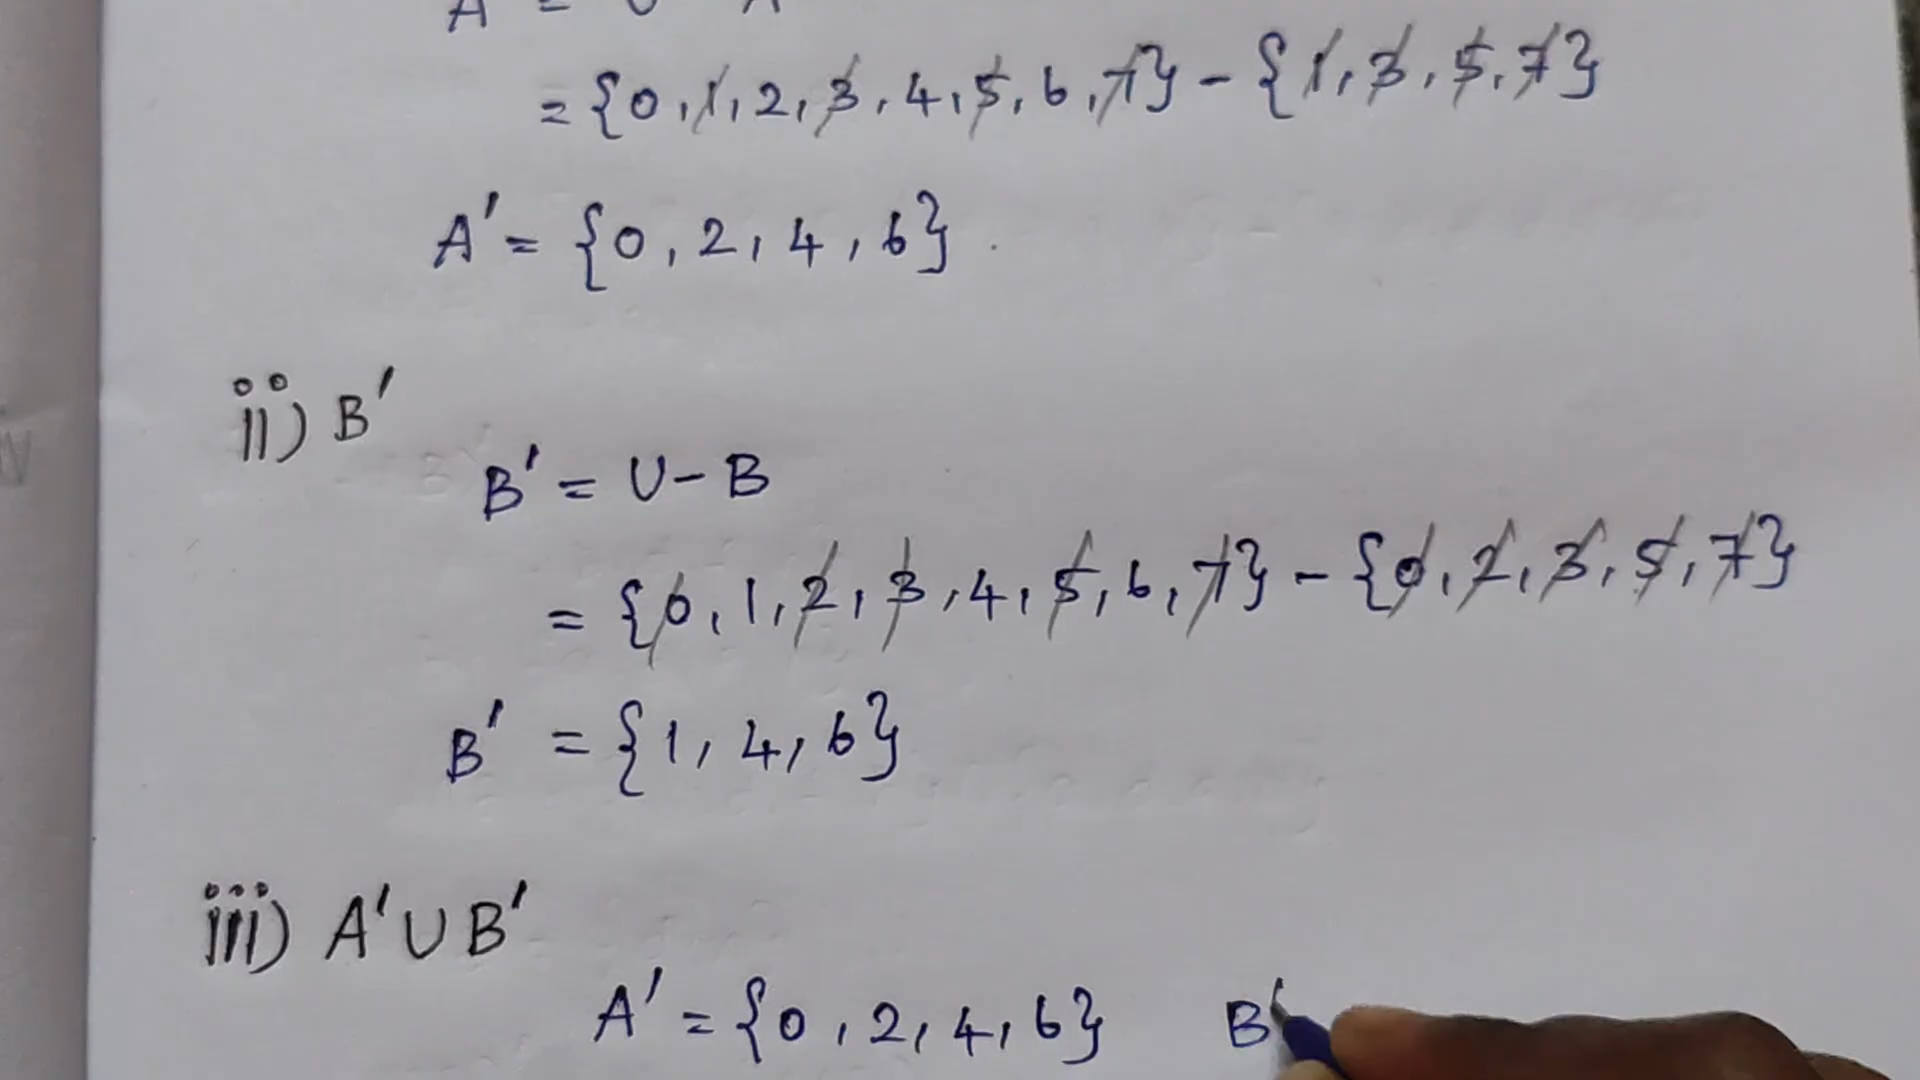 A' = U - A
= {0, 1, 2, 3, 4, 5, 6, 7} - {1, 3, 5, 7}
A' = {0, 2, 4, 6}
ii) B'
B' = U - B
= {0, 1, 2, 3, 4, 5, 6, 7} - {0, 2, 3, 5, 7}
B' = {1, 4, 6}
iii) A' U B'
A' = {0, 2, 4, 6} B'